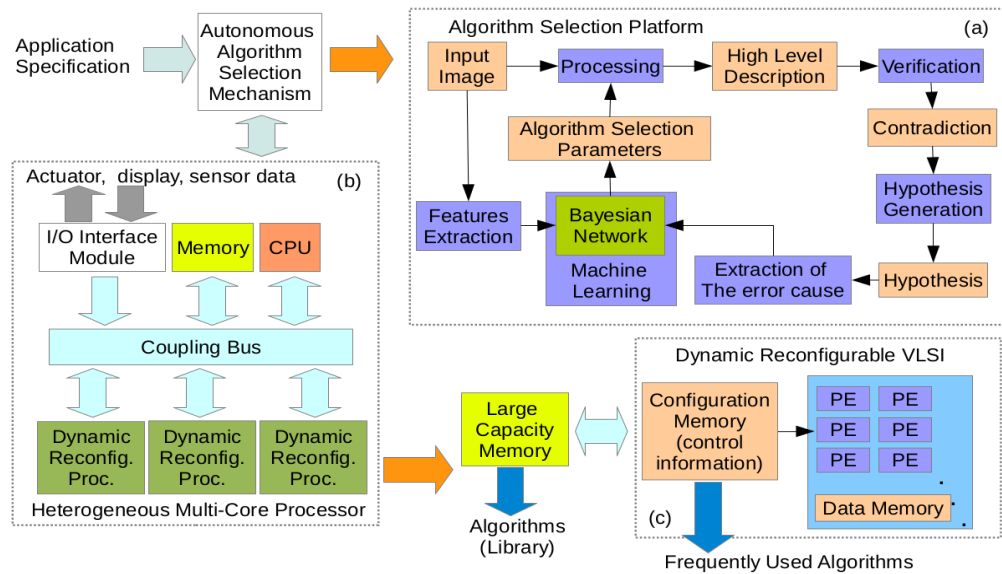 Application
Specification
Autonomous
Algorithm
Selection
Mechanism
Algorithm Selection Platform
(a)
Input
Image
Processing
High Level
Description
Verification
Algorithm Selection
Parameters
Contradiction
Features
Extraction
Bayesian
Network
Machine
Learning
Hypothesis
Generation
Extraction of
The error cause
Hypothesis
Actuator, display, sensor data
(b)
I/O Interface
Module
Memory
CPU
Coupling Bus
Dynamic
Reconfig.
Proc.
Dynamic
Reconfig.
Proc.
Dynamic
Reconfig.
Proc.
Heterogeneous Multi-Core Processor
Large
Capacity
Memory
Algorithms
(Library)
Dynamic Reconfigurable VLSI
Configuration
Memory
(control
information)
PE PE
PE PE
PE PE
Data Memory
(c)
Frequently Used Algorithms